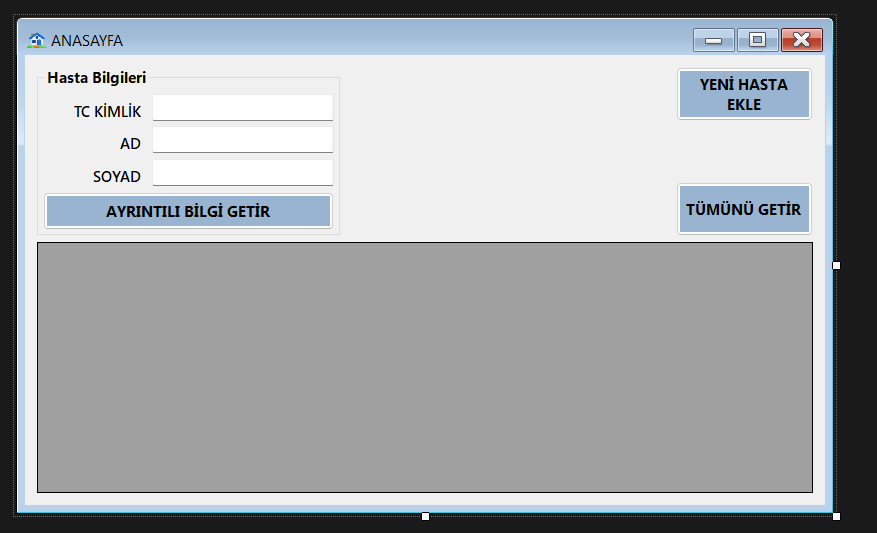 ANASAYFA
Hasta Bilgileri
TC KİMLİK
AD
SOYAD
AYRINTILI BİLGİ GETİR
YENİ HASTA
EKLE
TÜMÜNÜ GETİR